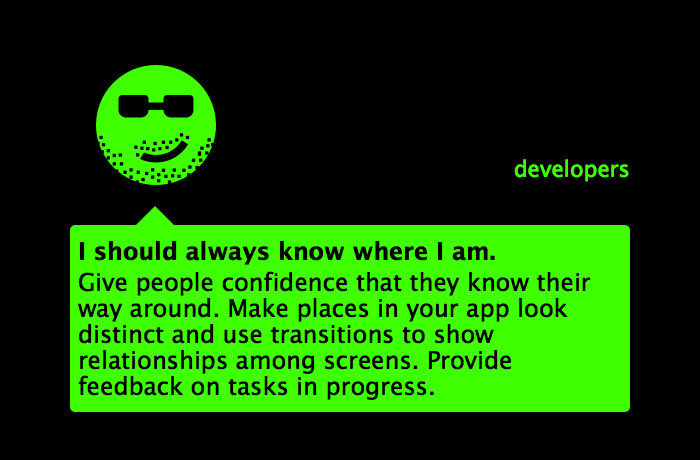 developers
I should always know where I am.
Give people confidence that they know their
way around. Make places in your app look
distinct and use transitions to show
relationships among screens. Provide
feedback on tasks in progress.